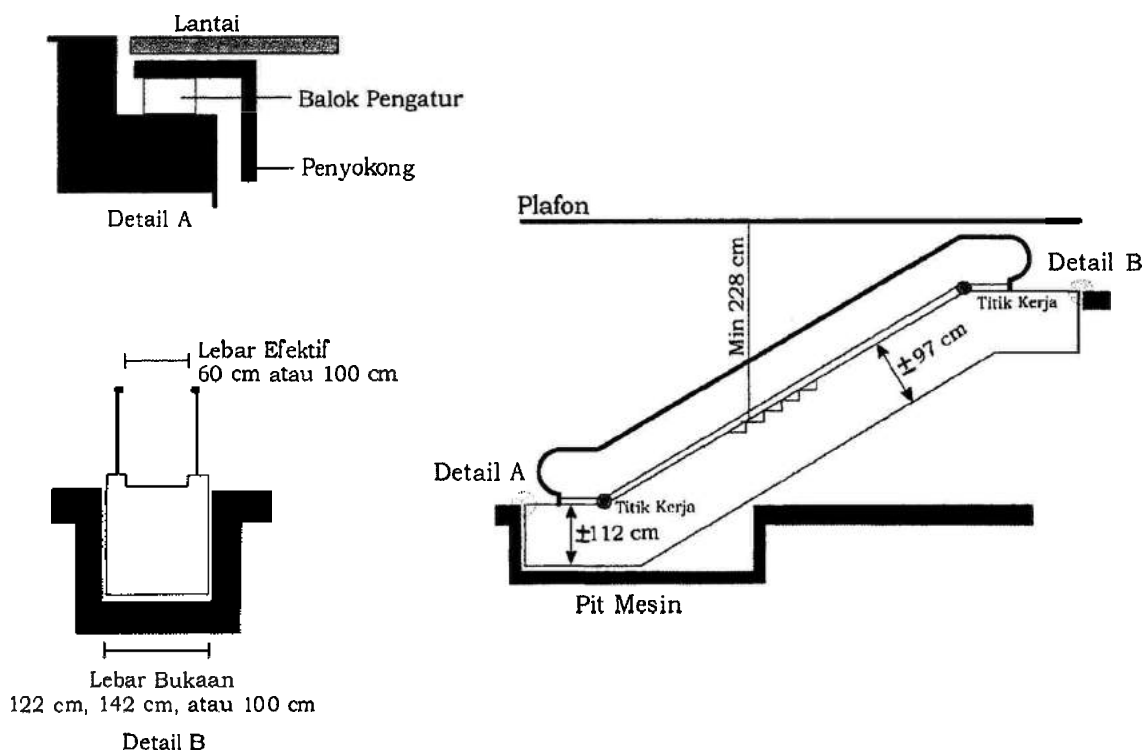 Lantai
Balok Pengatur
Penyokong
Detail A
Lebar Efektif
60 cm atau 100 cm
Lebar Bukaan
122 cm, 142 cm, atau 100 cm
Detail B
Plafon
Min 228 cm
Detail B
Titik Kerja
±97 cm
Detail A
Titik Kerja
±112 cm
Pit Mesin